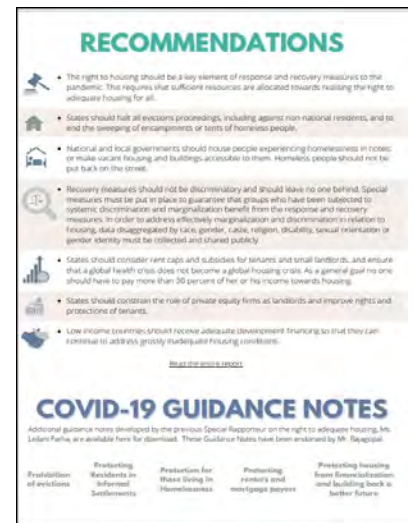 RECOMMENDATIONS
• The right to housing should be a key element of response and recovery measures to the
pandemic. This requires that sufficient resources are allocated towards realising the right to
adequate housing for all.
• States should halt all evictions proceedings, including against non-national residents, and to
end the sweeping of encampments or tents of homeless people.
• National and local governments should house people experiencing homelessness in hotels
or make vacant housing and buildings accessible to them. Homeless people should not be
put back on the street.
• Recovery measures should not be discriminatory and should leave no one behind. Special
measures must be put in place to guarantee that groups who have been subjected to
systemic discrimination and marginalization benefit from the response and recovery
measures. In order to address effectively marginalization and discrimination in relation to
housing, data disaggregated by race, gender, caste, religion, disability, sexual orientation or
gender identity must be collected and shared publicly.
• States should consider rent caps and subsidies for tenants and small landlords, and ensure
that a global health crisis does not become a global housing crisis. As a general goal no one
should have to pay more than 30 percent of her or his income towards housing.
• States should constrain the role of private equity firms as landlords and improve rights and
protections of tenants.
• Low income countries should receive adequate development financing so that they can
continue to address grossly inadequate housing conditions.
Read the entire report
COVID-19 GUIDANCE NOTES
Additional guidance notes developed by the previous Special Rapporteur on the right to adequate housing, Ms.
Leilani Farha, are available here for download. These Guidance Notes have been endorsed by Mr. Rajagopal.
Prohibition
of evictions
Protecting
Residents in
Informal
Settlements
Protection for
those living in
Homelessness
Protecting
renters and
mortgage payers
Protecting housing
from financialization
and building back a
better future